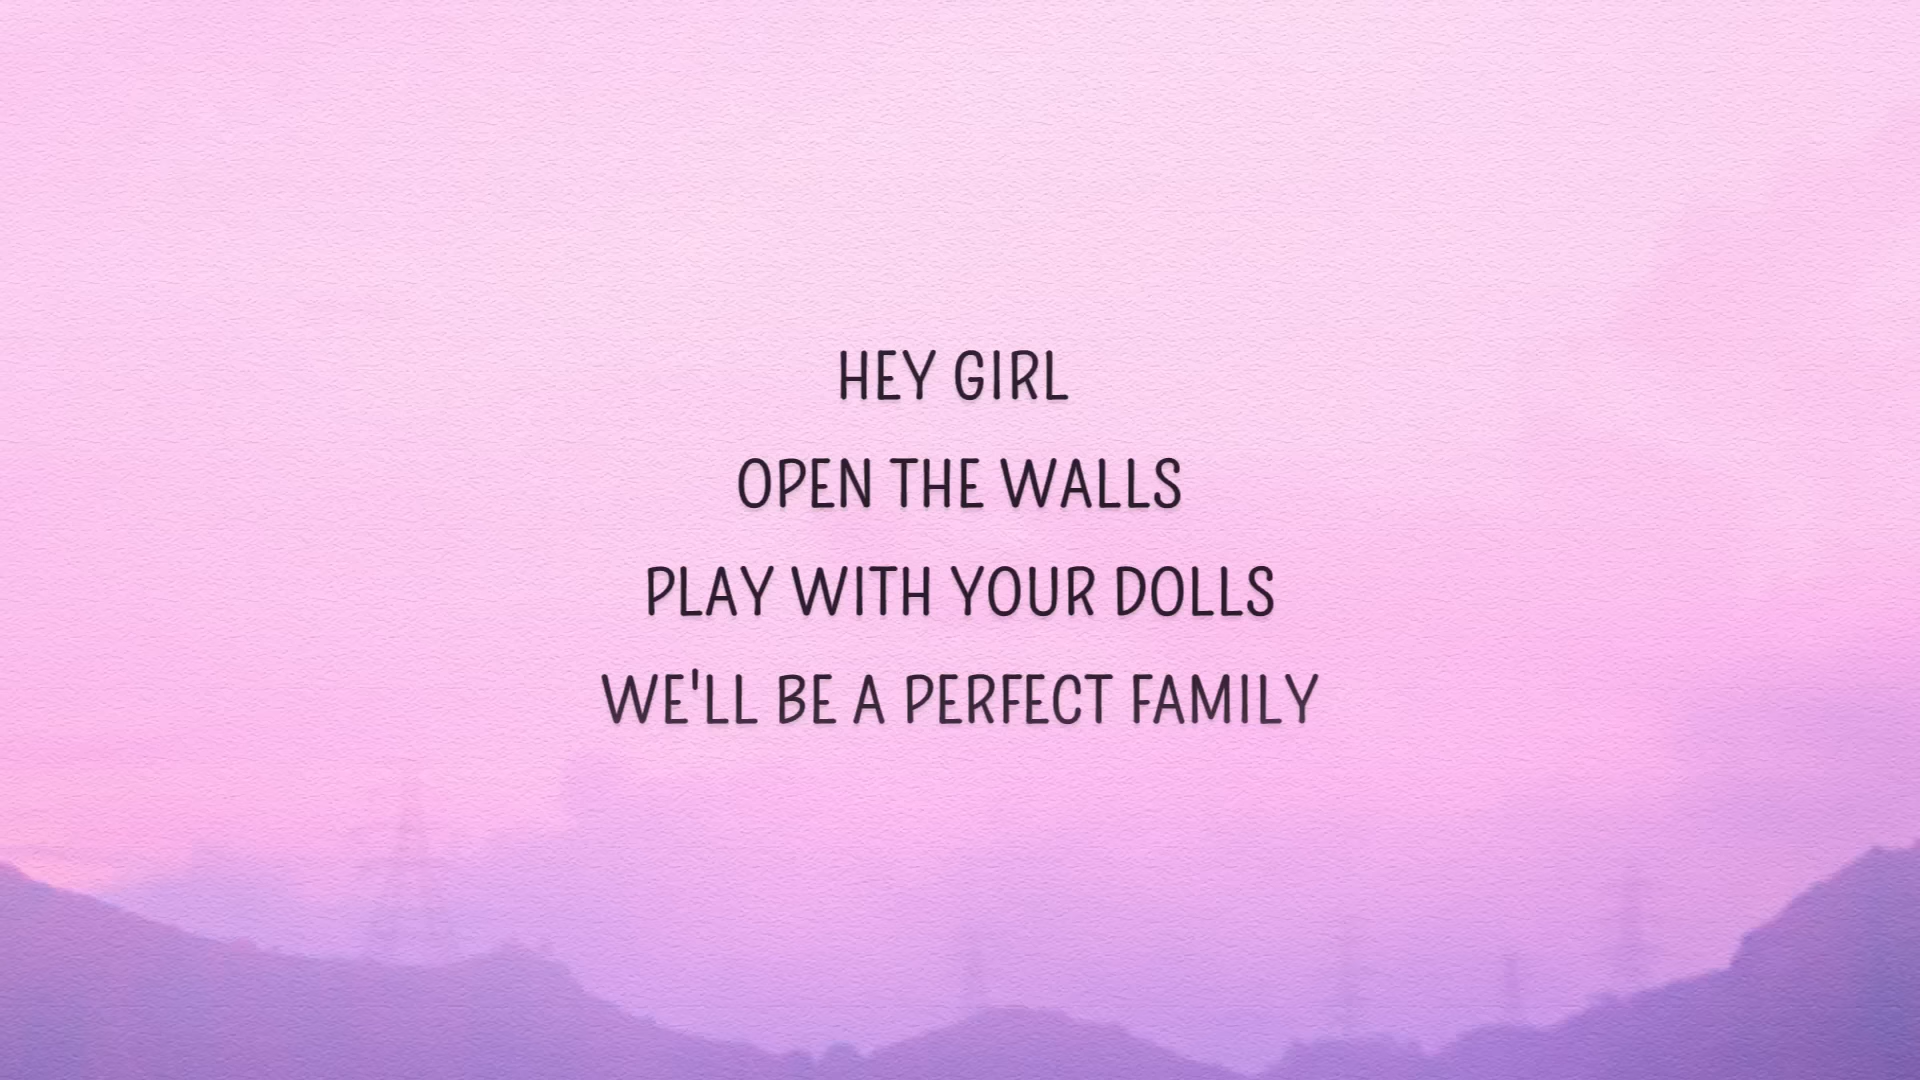 HEY GIRL
OPEN THE WALLS
PLAY WITH YOUR DOLLS
WE'LL BE A PERFECT FAMILY